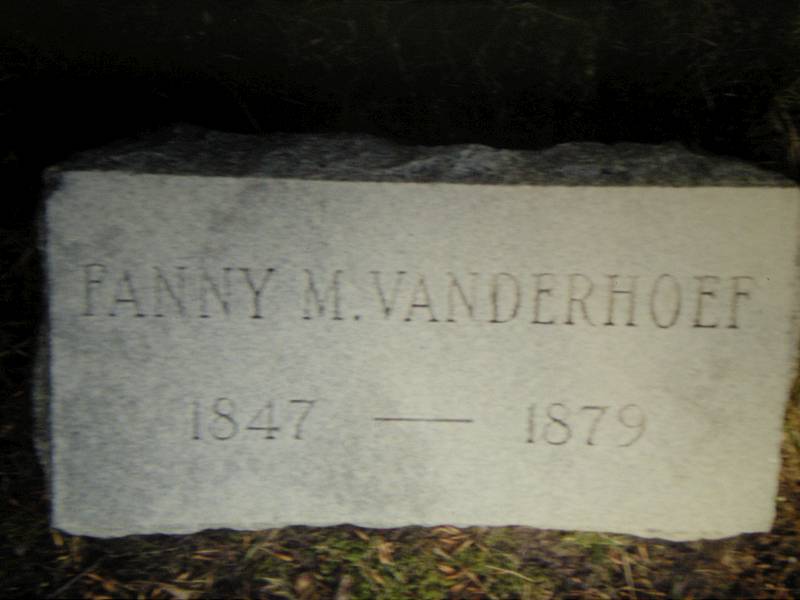 FANNY M. VANDERHOEF
1847 — 1879